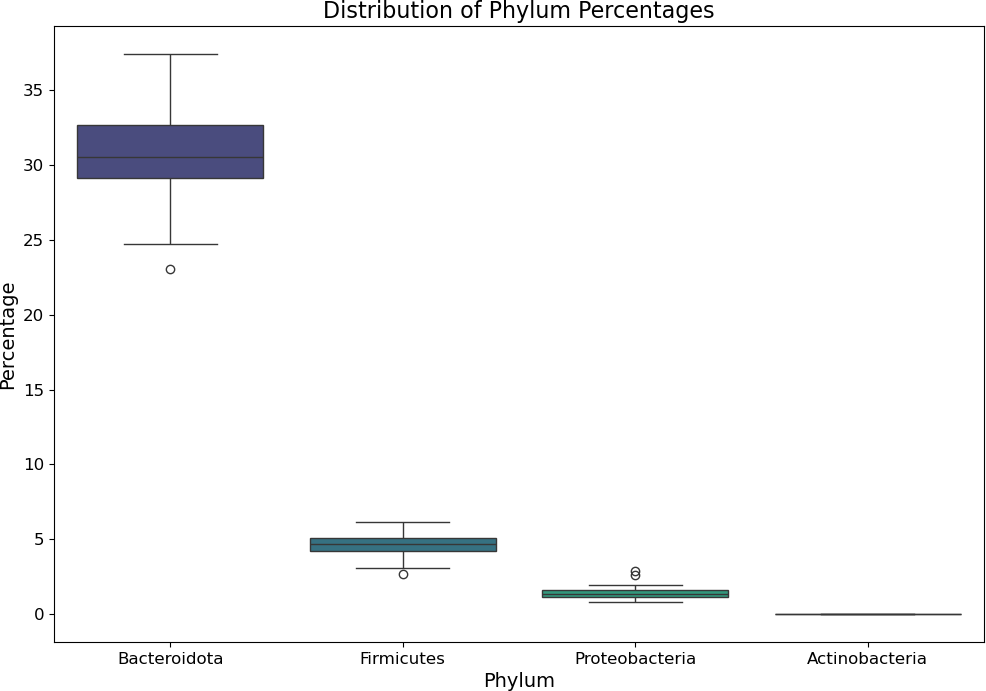 Distribution of Phylum Percentages
Percentage
35
30
25
20
15
10
5
0
Bacteroidota Firmicutes Proteobacteria Actinobacteria
Phylum